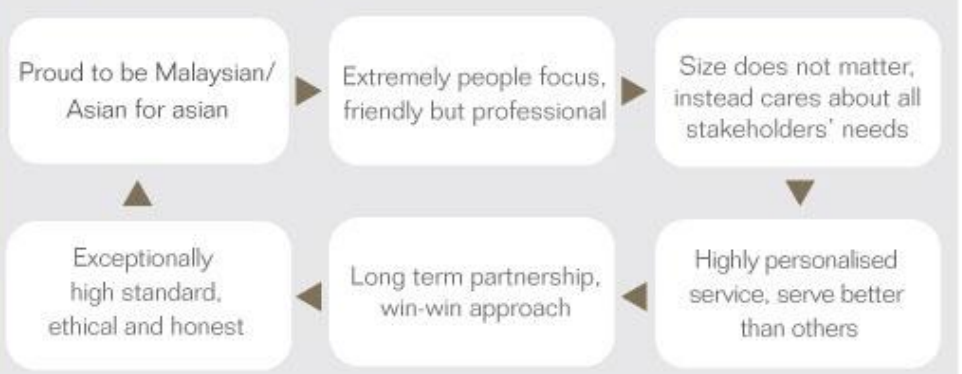 Proud to be Malaysian/
Asian for asian
Extremely people focus,
friendly but professional
Size does not matter,
instead cares about all
stakeholders' needs
Highly personalised
service, serve better
than others
Long term partnership,
win-win approach
Exceptionally
high standard,
ethical and honest